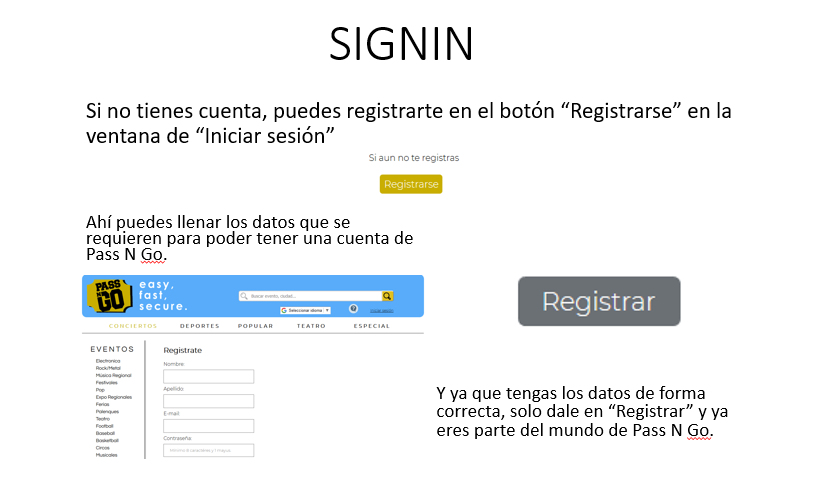 SIGNIN
Si no tienes cuenta, puedes registrarte en el botón “Registrarse” en la
ventana de “Iniciar sesión”
Si aun no te registras
Registrarse
Ahí puedes llenar los datos que se
requieren para poder tener una cuenta de
Pass N Go.
PASS
GO
easy,
fast,
secure.
Buscar evento, ciudad...
Seleccionar idioma
CONCIERTOS DEPORTES POPULAR TEATRO ESPECIAL
EVENTOS
Electronica
Rock/Metal
Música Regional
Festivales
Pop
Expo Regionales
Ferias
Palenques
Teatro
Football
Baseball
Basketball
Circos
Musicales
Registrate
Nombre
Apellido
E-mail
Contraseña
Registrar
Y ya que tengas los datos de forma
correcta, solo dale en “Registrar” y ya
eres parte del mundo de Pass N Go.